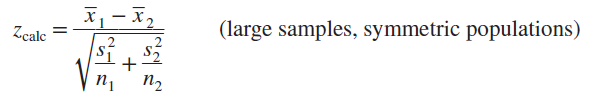 z_calc = (x̄₁ − x̄₂) / √(s₁²/n₁ + s₂²/n₂) (large samples, symmetric populations)